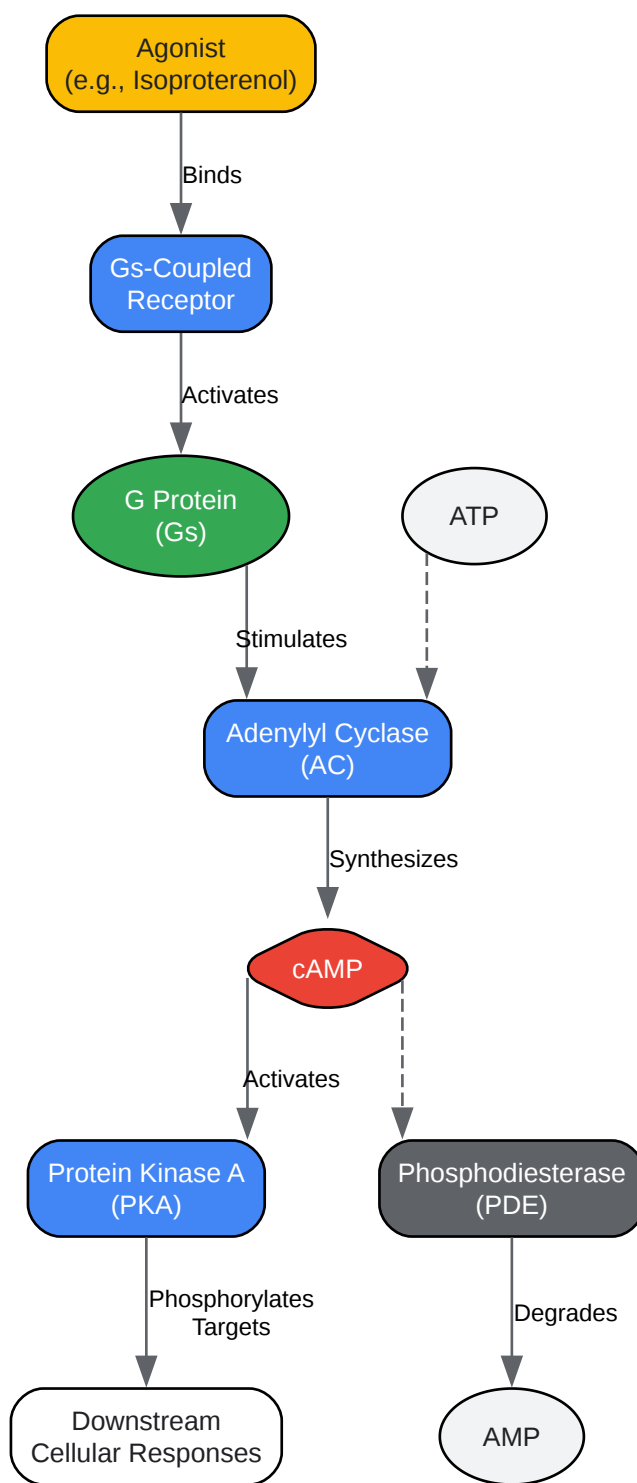 Agonist
(e.g., Isoproterenol)
Binds
Gs-Coupled
Receptor
Activates
G Protein
(Gs)
ATP
Stimulates
Adenylyl Cyclase
(AC)
Synthesizes
cAMP
Activates
Protein Kinase A
(PKA)
Phosphodiesterase
(PDE)
Phosphorylates
Targets
Degrades
Downstream
Cellular Responses
AMP